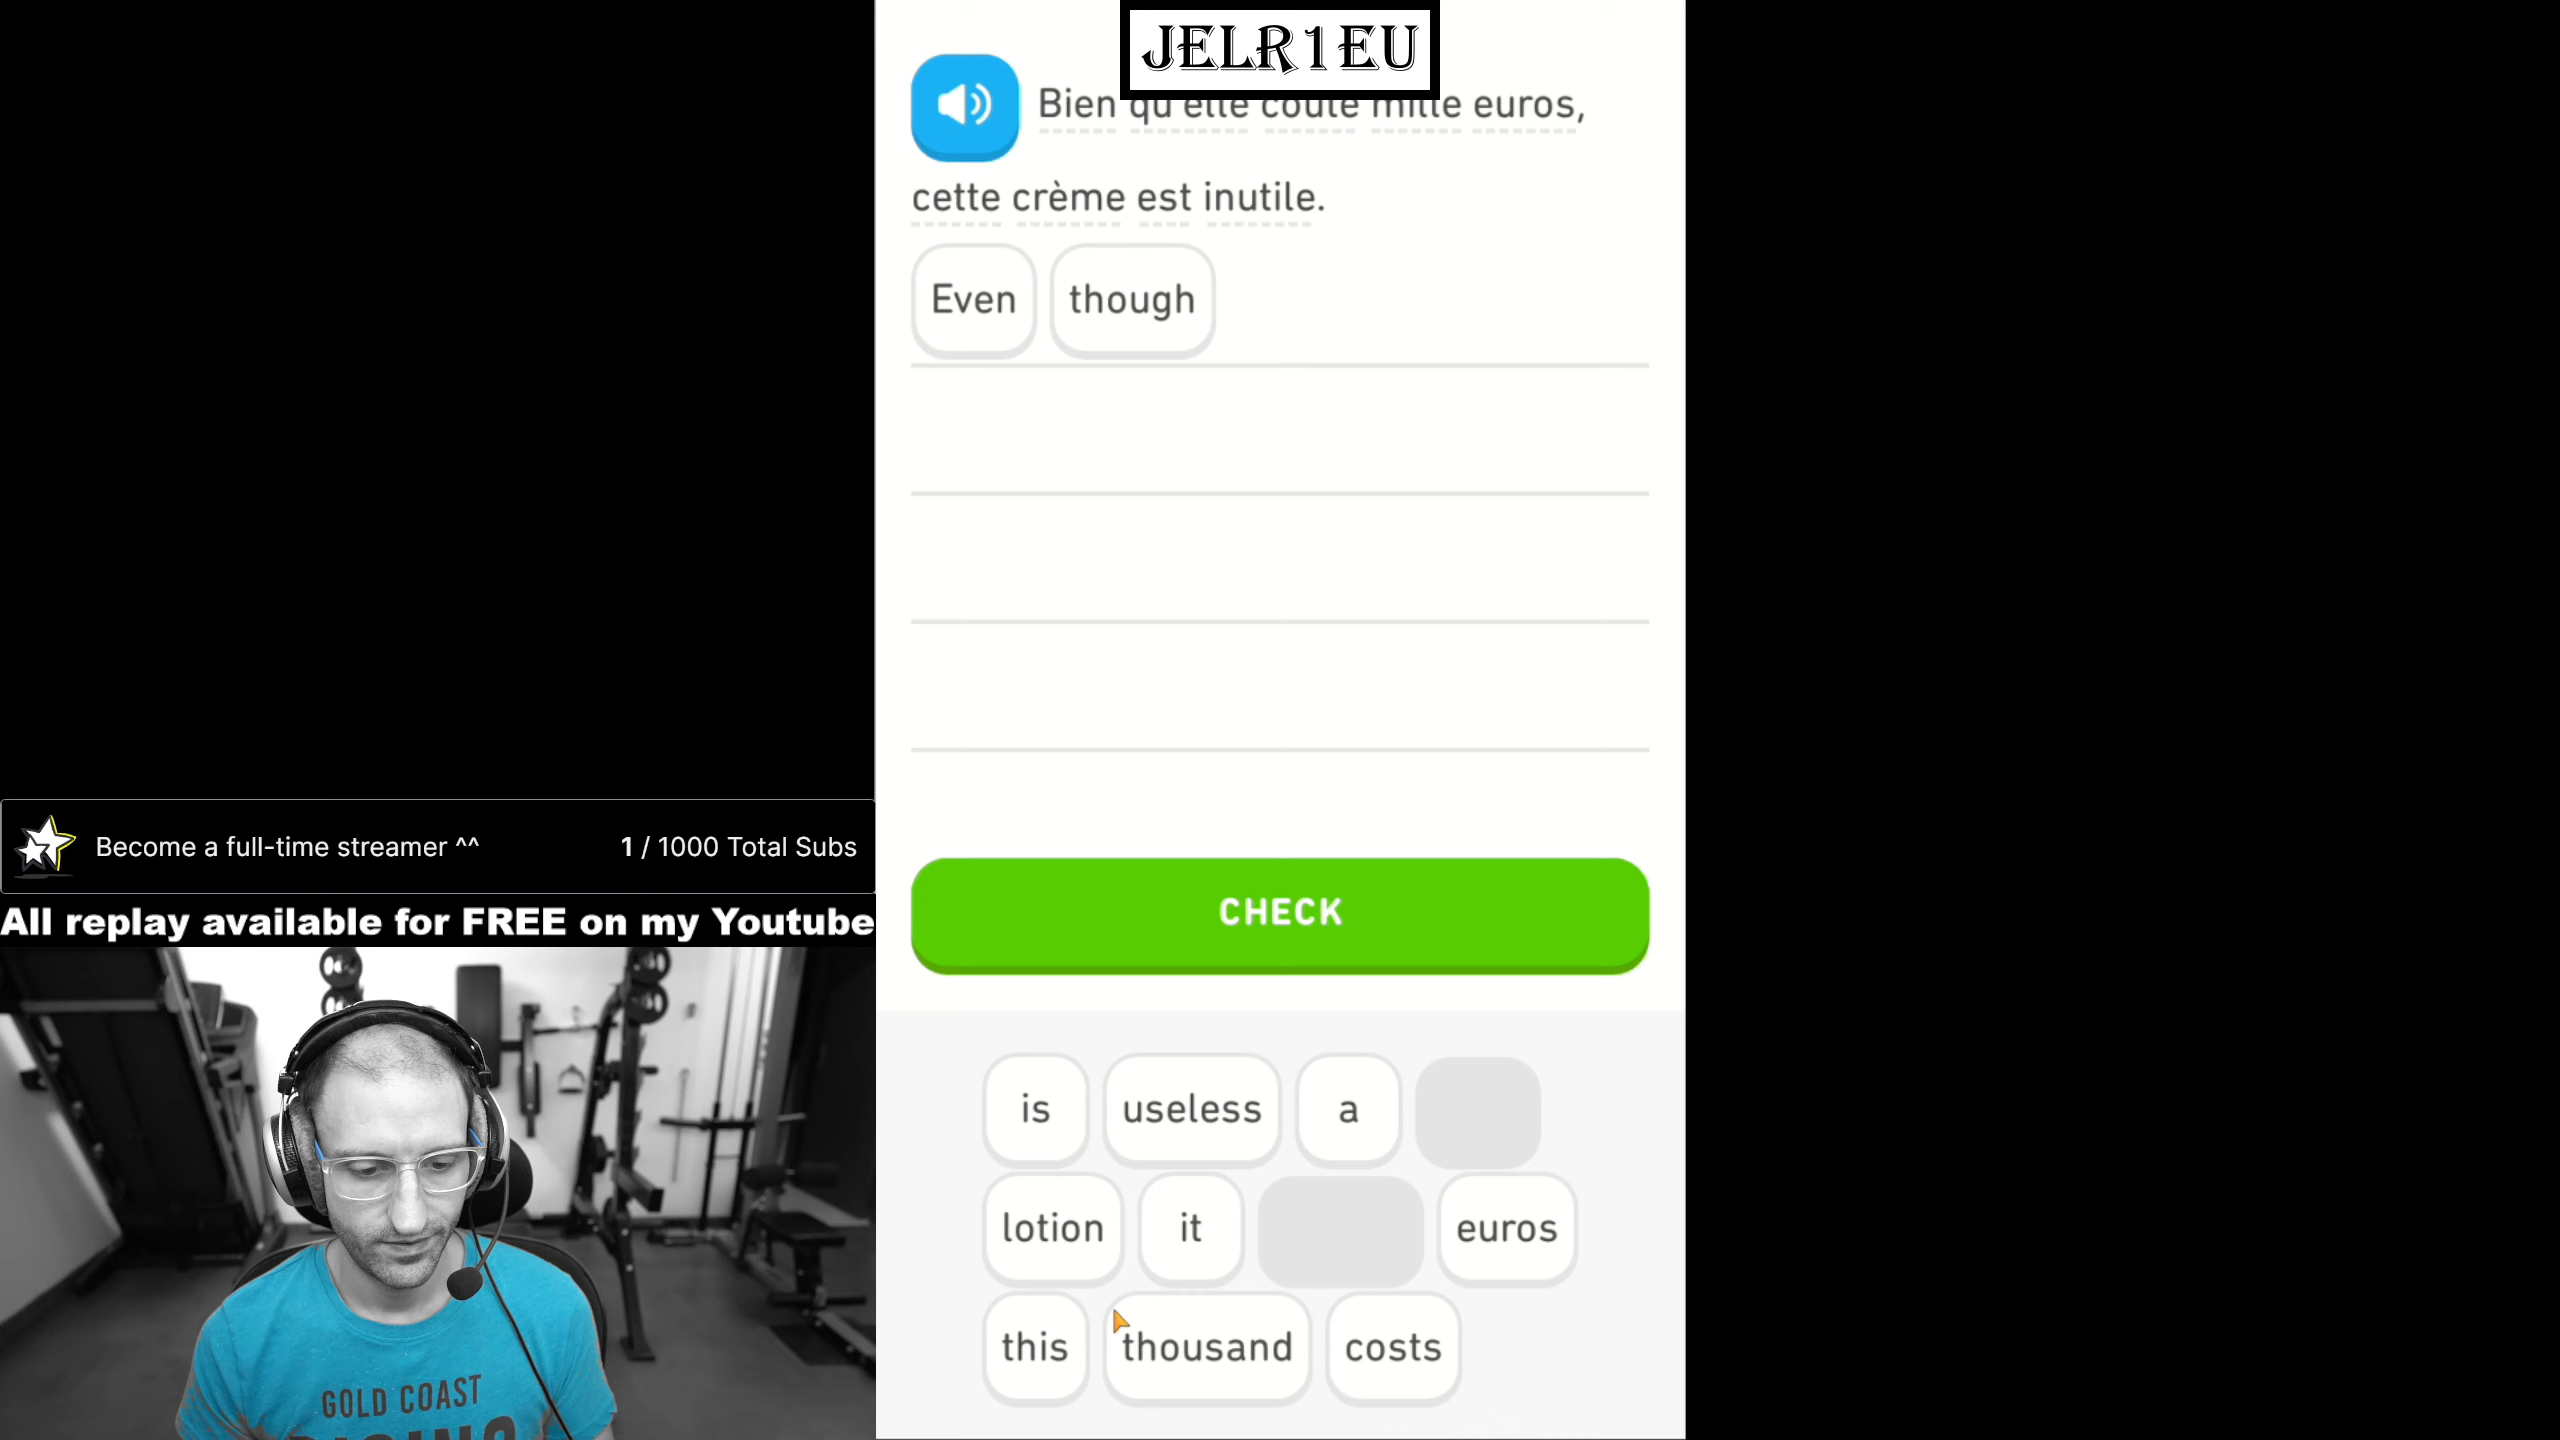 JELR1EU
Bien qu'elle coûte mille euros,
cette crème est inutile.
Even though
Become a full-time streamer ^^ 1 / 1000 Total Subs
All replay available for FREE on my Youtube
CHECK
is useless a
lotion it euros
this thousand costs
GOLD COAST